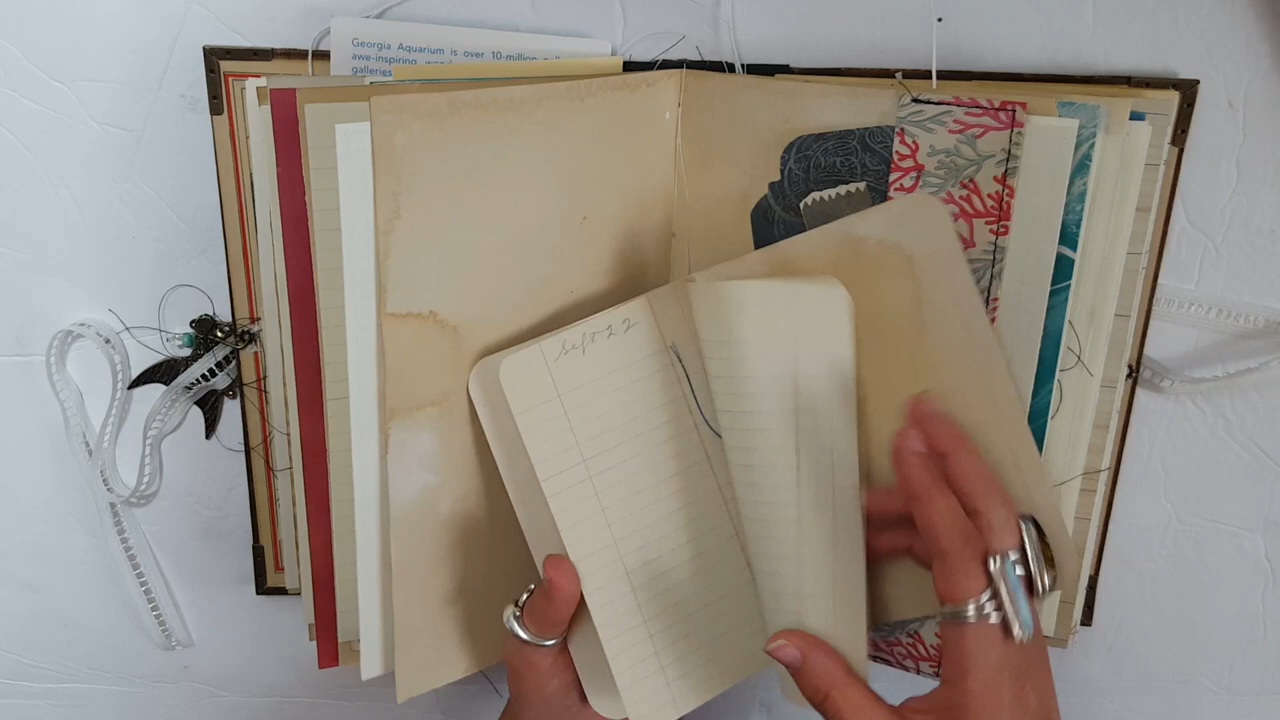 Georgia Aquarium is over 10-million
awe-inspiring
galleries
Sept 22